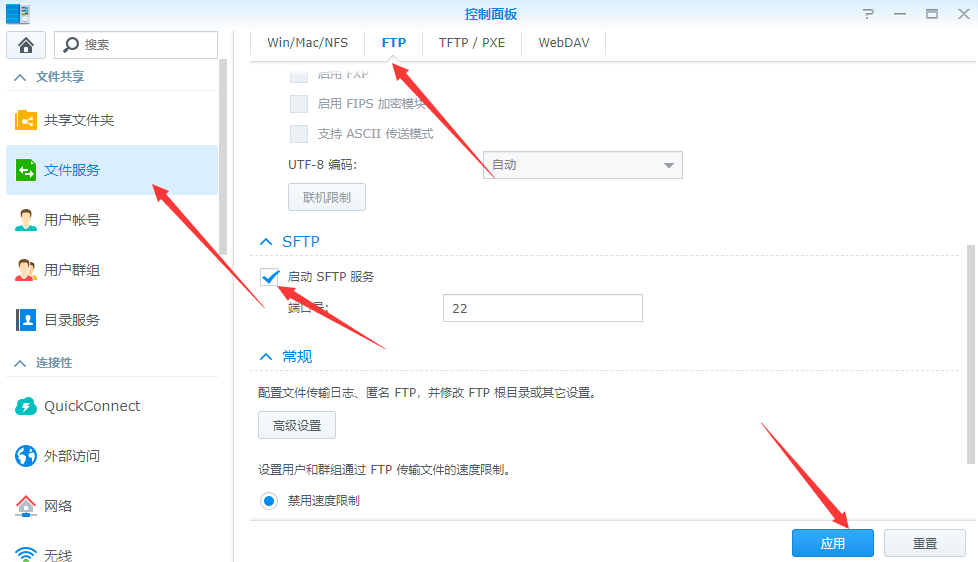 控制面板
搜索
Win/Mac/NFS FTP TFTP / PXE WebDAV
文件共享
共享文件夹
文件服务
用户帐号
用户群组
目录服务
连接性
QuickConnect
外部访问
网络
无线
启用 FXP
启用 FIPS 加密模块
支持 ASCII 传送模式
UTF-8 编码: 自动
联机限制
SFTP
启动 SFTP 服务
端口号: 22
常规
配置文件传输日志、匿名 FTP，并修改 FTP 根目录或其它设置。
高级设置
设置用户和群组通过 FTP 传输文件的速度限制。
禁用速度限制
应用 重置